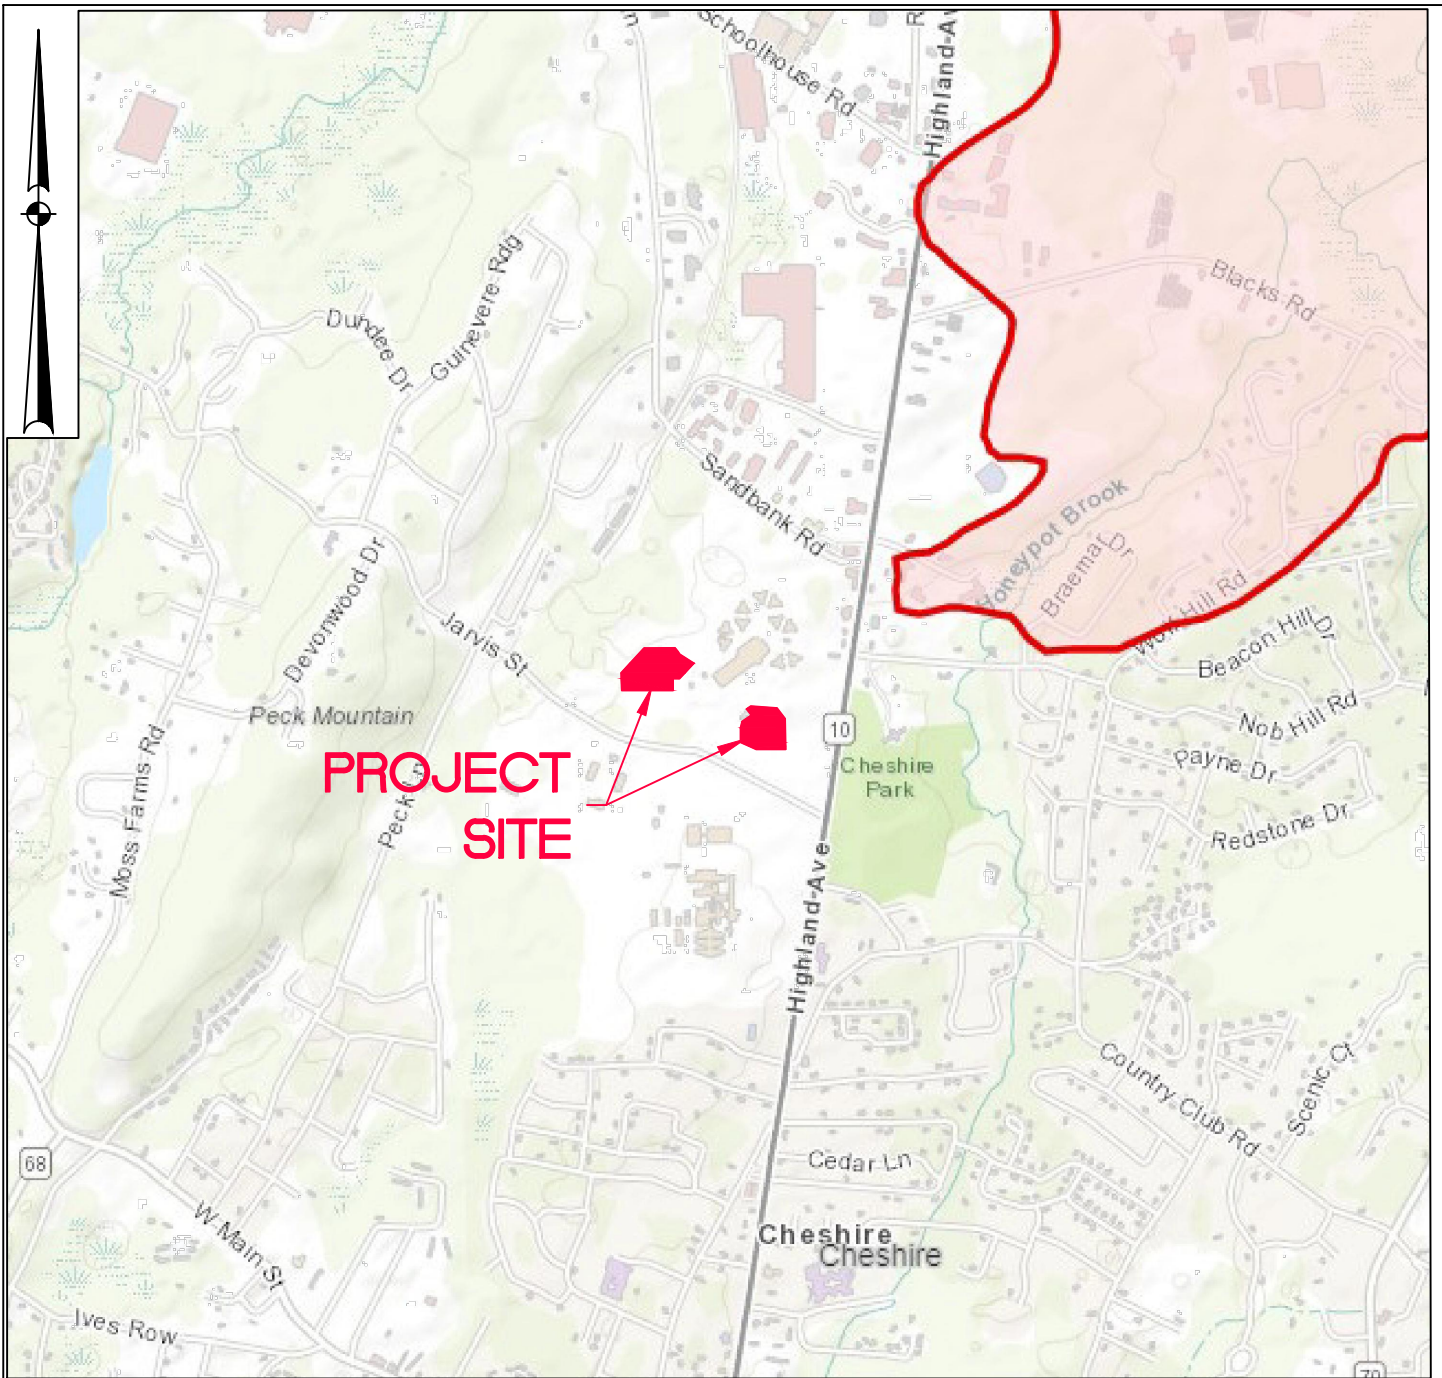 Schoolhouse Rd
Highland Av
R
n
Blacks Rd
Guinevere Rdg
Dundee Dr
Sandbank Rd
Honeypot Brook
Braemar Dr
Wolf Hill Rd
Beacon Hill Dr
Devonwood Dr
Jarvis St
Peck Mountain
Nob Hill Rd
Payne Dr
Redstone Dr
10
Cheshire
Park
PROJECT
SITE
Moss Farms Rd
Peck Ln
Highland Ave
Country Club Rd
Scenic Ct
68
Cedar Ln
W Main St
Cheshire
Cheshire
Ives Row
70